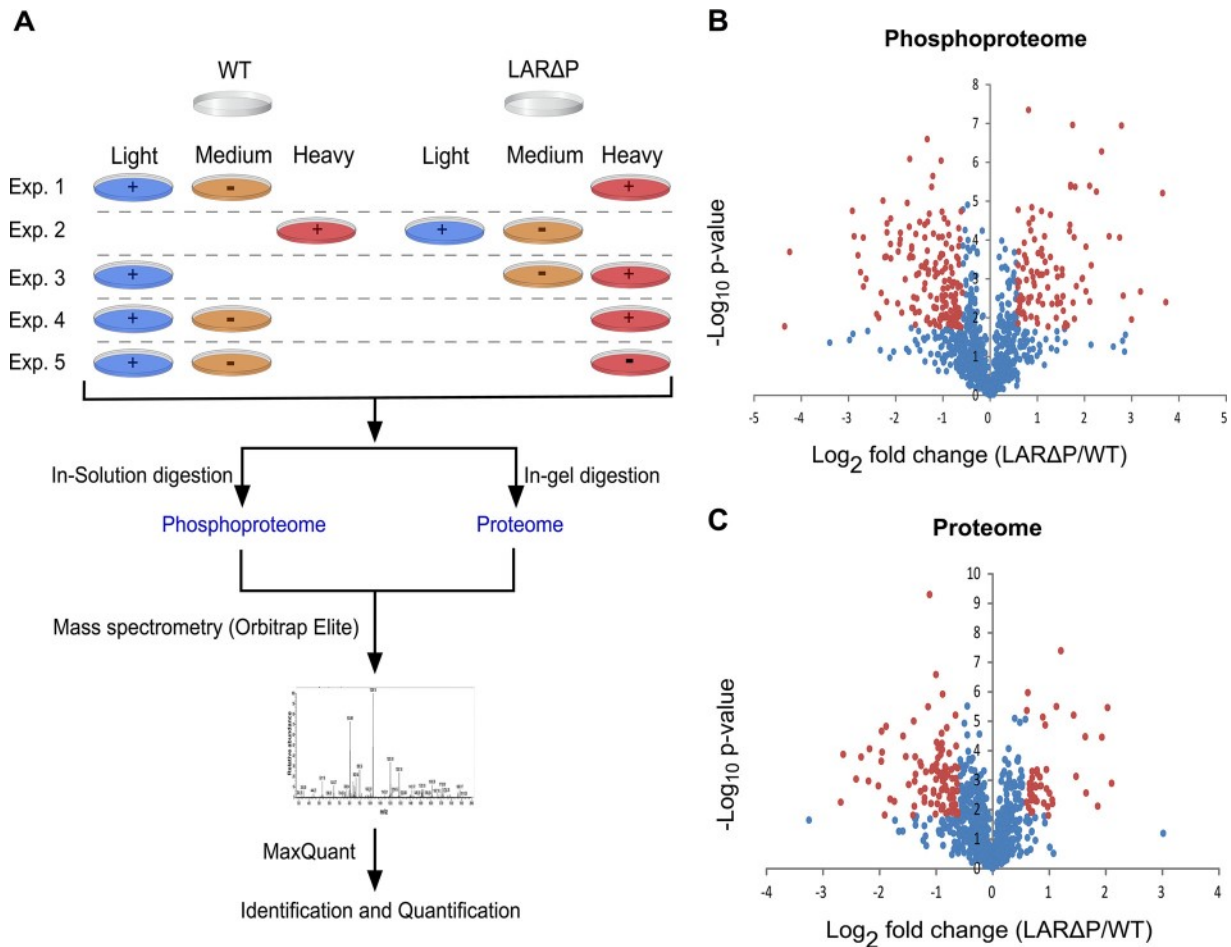 A
WT
LARΔP
Light Medium Heavy Light Medium Heavy
Exp. 1 + - +
Exp. 2 + + -
Exp. 3 + - +
Exp. 4 + - +
Exp. 5 + - -
In-Solution digestion
In-gel digestion
Phosphoproteome
Proteome
Mass spectrometry (Orbitrap Elite)
Relative abundance
m/z
MaxQuant
Identification and Quantification
B
Phosphoproteome
-Log10 p-value
8
7
6
5
4
3
2
1
0
-5 -4 -3 -2 -1 0 1 2 3 4 5
Log2 fold change (LARΔP/WT)
C
Proteome
-Log10 p-value
10
9
8
7
6
5
4
3
2
1
0
-4 -3 -2 -1 0 1 2 3 4
Log2 fold change (LARΔP/WT)